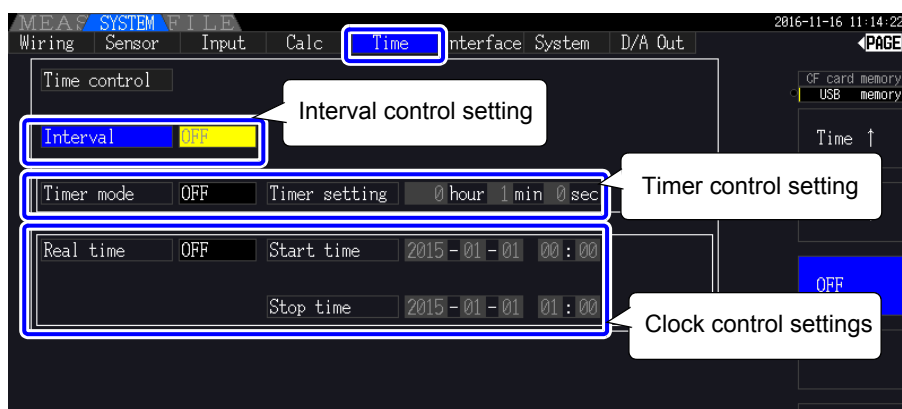 MEAS SYSTEM FILE 2016-11-16 11:14:22
Wiring Sensor Input Calc Time nterface System D/A Out PAGE
Time control
CF card memory
USB memory
Interval control setting
Interval OFF
Time ↑
Timer mode OFF Timer setting 0 hour 1 min 0 sec
Timer control setting
Real time OFF Start time 2015-01-01 00:00
OFF
Stop time 2015-01-01 01:00
Clock control settings